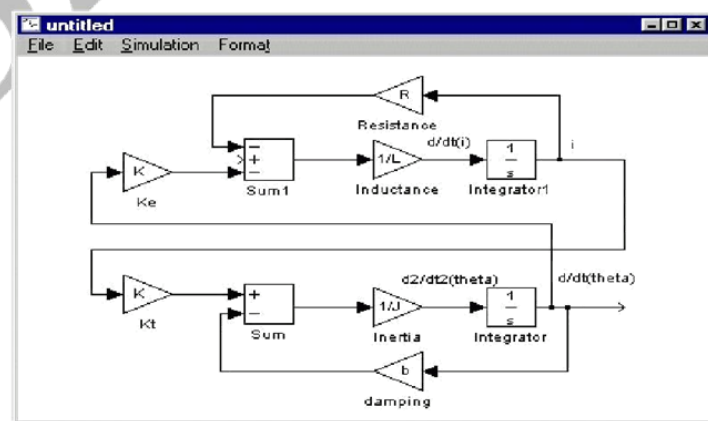 untitled
File Edit Simulation Format
R
Resistance
d/dt(i)
i
−
+
−
1/L
1
s
K
Ke
Sum1
Inductance
Integrator1
d2/dt2(theta)
d/dt(theta)
K
+
−
1/J
1
s
Kt
Sum
Inertia
Integrator
b
damping